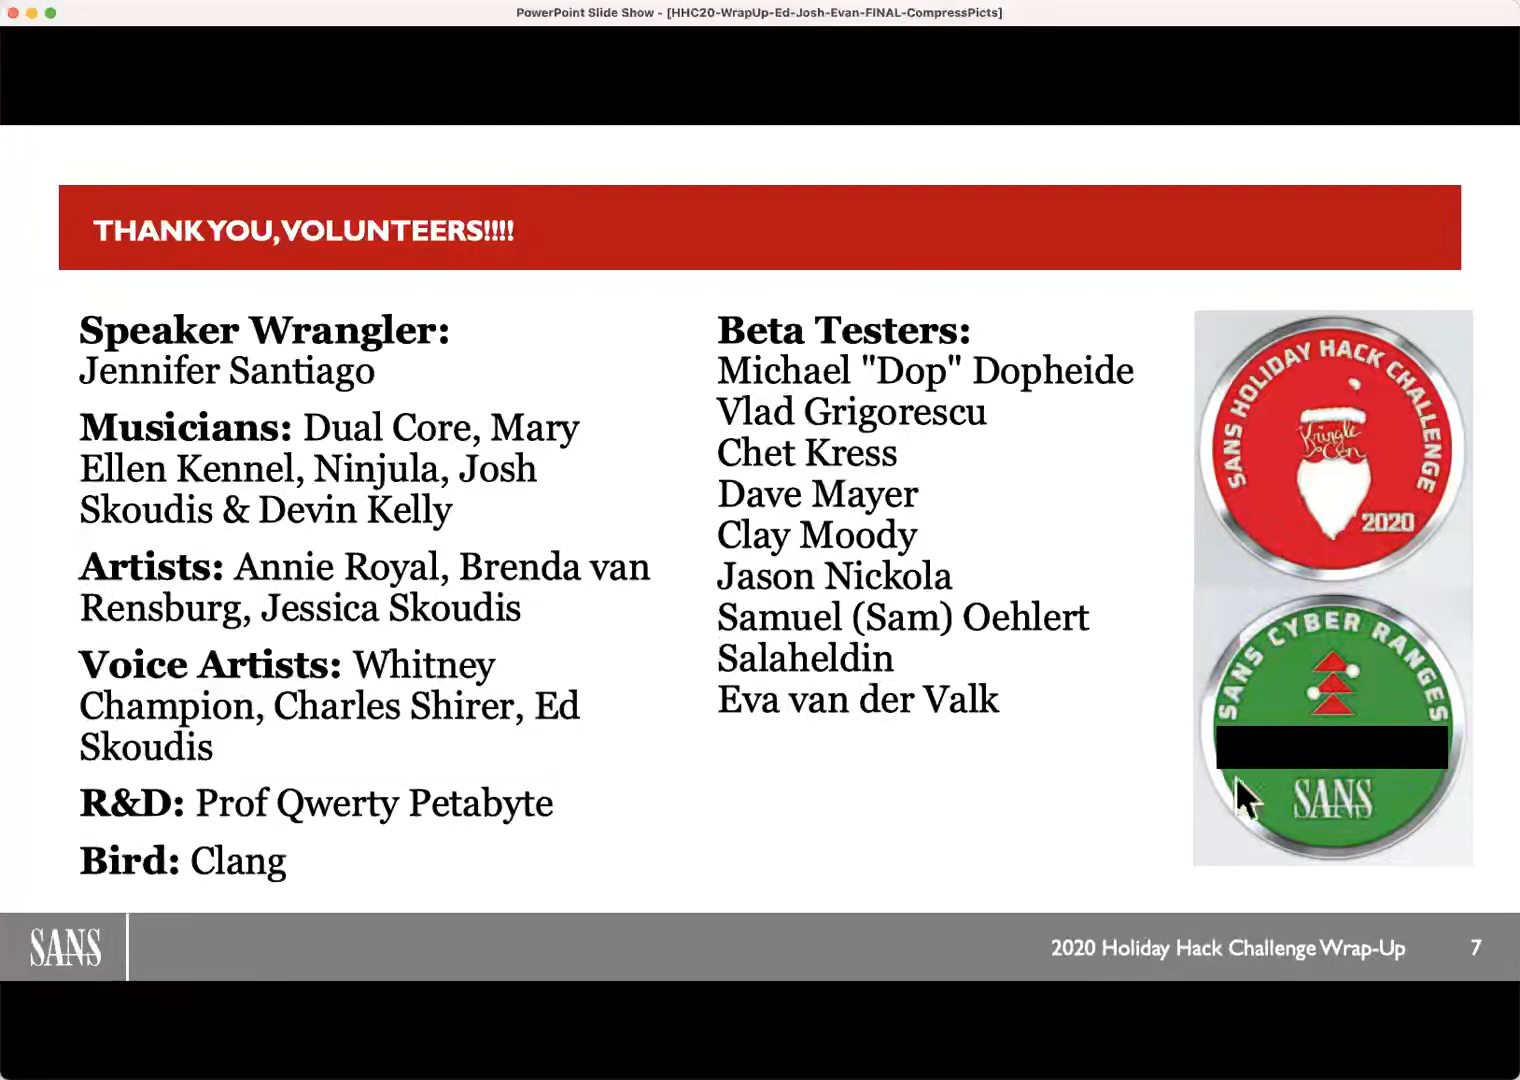 PowerPoint Slide Show - [HHC20-WrapUp-Ed-Josh-Evan-FINAL-CompressPicts]
THANK YOU, VOLUNTEERS!!!!
Speaker Wrangler:
Jennifer Santiago
Musicians: Dual Core, Mary
Ellen Kennel, Ninjula, Josh
Skoudis & Devin Kelly
Artists: Annie Royal, Brenda van
Rensburg, Jessica Skoudis
Voice Artists: Whitney
Champion, Charles Shirer, Ed
Skoudis
R&D: Prof Qwerty Petabyte
Bird: Clang
Beta Testers:
Michael "Dop" Dopheide
Vlad Grigorescu
Chet Kress
Dave Mayer
Clay Moody
Jason Nickola
Samuel (Sam) Oehlert
Salaheldin
Eva van der Valk
SANS HOLIDAY HACK CHALLENGE
Kringle
Con
2020
SANS CYBER RANGES
SANS
SANS
2020 Holiday Hack Challenge Wrap-Up
7